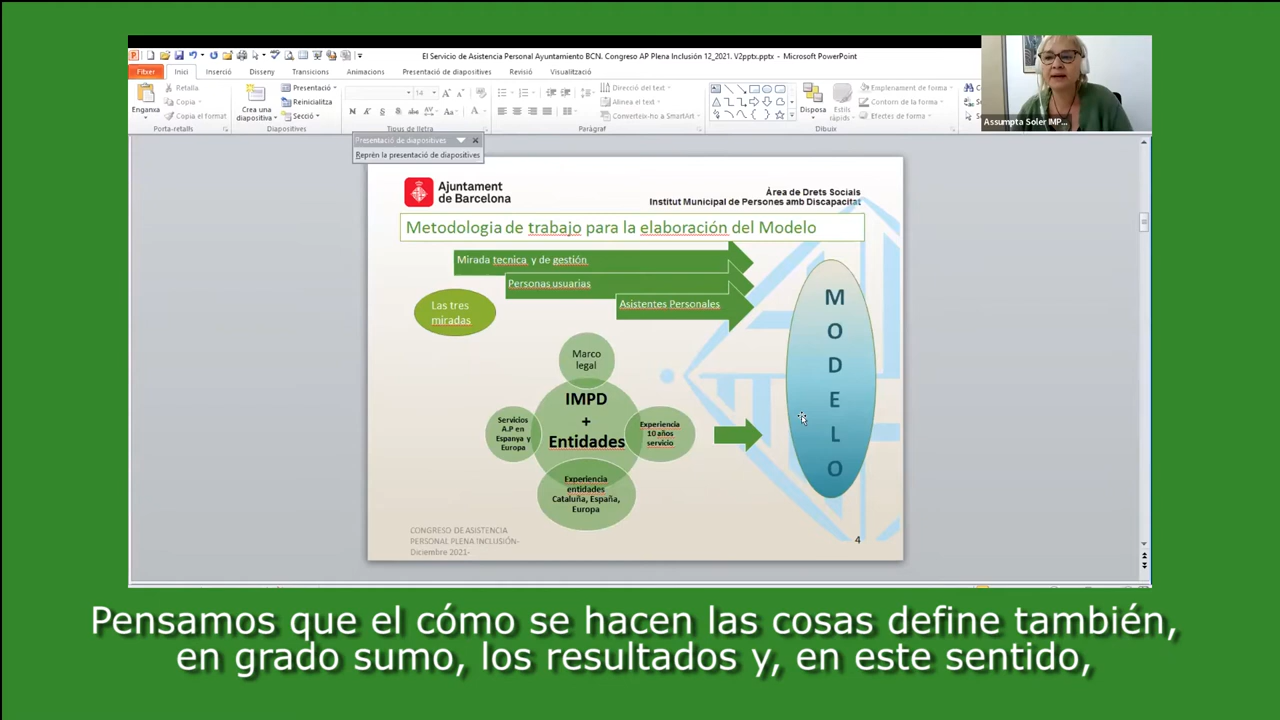 El Servicio de Asistencia Personal Ayuntamiento BCN. Congreso AP Plena Inclusión 12_2021. V2pptx.pptx - Microsoft PowerPoint
Fitxer Inici Inserció Disseny Transicions Animacions Presentació de diapositives Revisió Visualització
Enganxa
Retalla
Copia
Copia el format
Porta-retalls
Crea una diapositiva
Presentació
Reinicialitza
Secció
Diapositives
14
Tipus de lletra
Direcció del text
Alinea el text
Converteix-ho a SmartArt
Paràgraf
Disposa
Estils ràpids
Emplenament de forma
Contorn de la forma
Efectes de forma
Dibuix
Assumpta Soler IMP...
Presentació de diapositives
Reprèn la presentació de diapositives
Ajuntament
de Barcelona
Área de Drets Socials
Institut Municipal de Persones amb Discapacitat
Metodologia de trabajo para la elaboración del Modelo
Mirada tecnica y de gestión
Personas usuarias
Asistentes Personales
Las tres
miradas
Marco
legal
IMPD
+
Entidades
Servicios
A.P en
Espanya y
Europa
Experiencia
10 años
servicio
Experiencia
entidades
Cataluña, España,
Europa
M
O
D
E
L
O
CONGRESO DE ASISTENCIA
PERSONAL PLENA INCLUSIÓN-
Diciembre 2021-
4
Pensamos que el cómo se hacen las cosas define también,
en grado sumo, los resultados y, en este sentido,